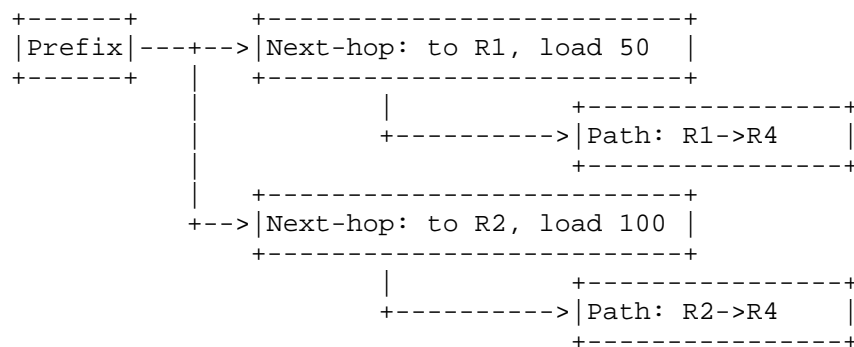 Prefix
Next-hop: to R1, load 50
Path: R1->R4
Next-hop: to R2, load 100
Path: R2->R4